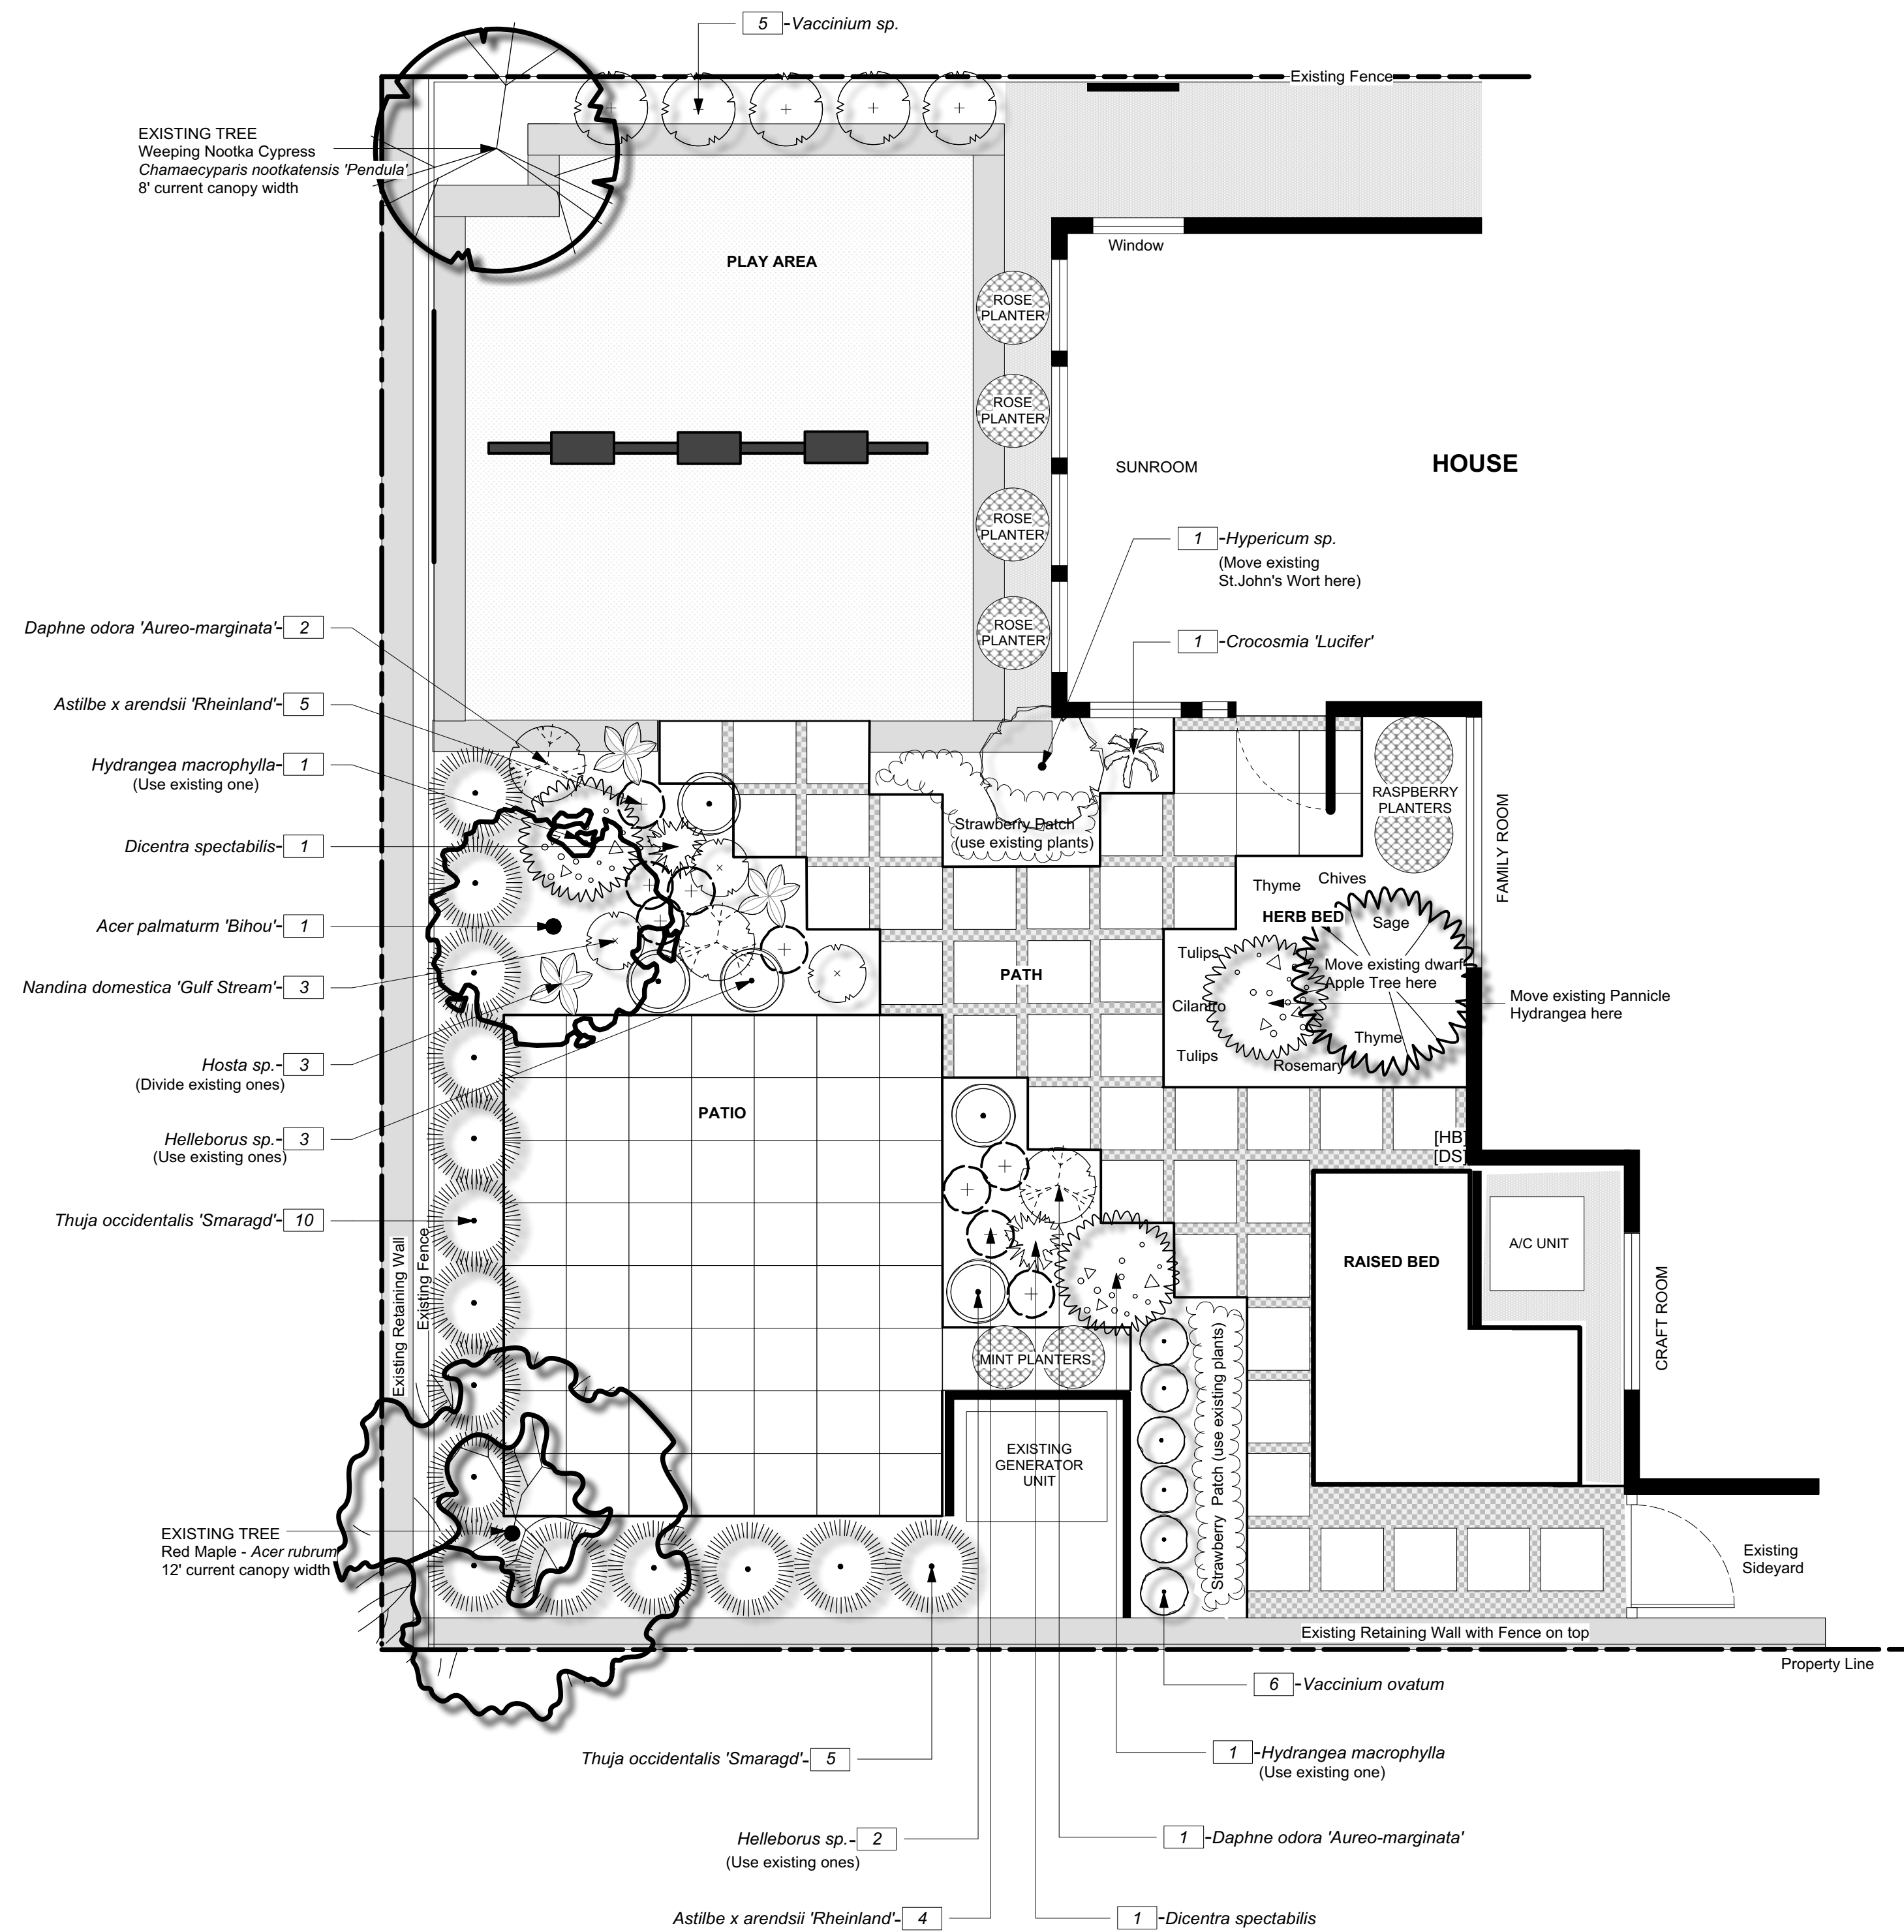 5 -Vaccinium sp.
Existing Fence
EXISTING TREE
Weeping Nootka Cypress
Chamaecyparis nootkatensis 'Pendula'
8' current canopy width
Window
PLAY AREA
ROSE
PLANTER
ROSE
PLANTER
ROSE
PLANTER
ROSE
PLANTER
SUNROOM
HOUSE
1 -Hypericum sp.
(Move existing
St.John's Wort here)
1 -Crocosmia 'Lucifer'
Daphne odora 'Aureo-marginata'- 2
Astilbe x arendsii 'Rheinland'- 5
Hydrangea macrophylla- 1
(Use existing one)
Dicentra spectabilis- 1
Acer palmaturm 'Bihou'- 1
Nandina domestica 'Gulf Stream'- 3
Hosta sp.- 3
(Divide existing ones)
Helleborus sp.- 3
(Use existing ones)
Thuja occidentalis 'Smaragd'- 10
Strawberry Patch
(use existing plants)
RASPBERRY
PLANTERS
FAMILY ROOM
Thyme
Chives
HERB BED
Sage
Tulips
Move existing dwarf
Apple Tree here
Cilantro
Tulips
Thyme
Rosemary
Move existing Pannicle
Hydrangea here
PATH
PATIO
[HB]
[DS]
RAISED BED
A/C UNIT
CRAFT ROOM
Existing Retaining Wall
Existing Fence
MINT PLANTERS
EXISTING
GENERATOR
UNIT
Strawberry Patch (use existing plants)
EXISTING TREE
Red Maple - Acer rubrum
12' current canopy width
Existing
Sideyard
Existing Retaining Wall with Fence on top
Property Line
6 -Vaccinium ovatum
Thuja occidentalis 'Smaragd'- 5
1 -Hydrangea macrophylla
(Use existing one)
Helleborus sp.- 2
(Use existing ones)
1 -Daphne odora 'Aureo-marginata'
Astilbe x arendsii 'Rheinland'- 4
1 -Dicentra spectabilis